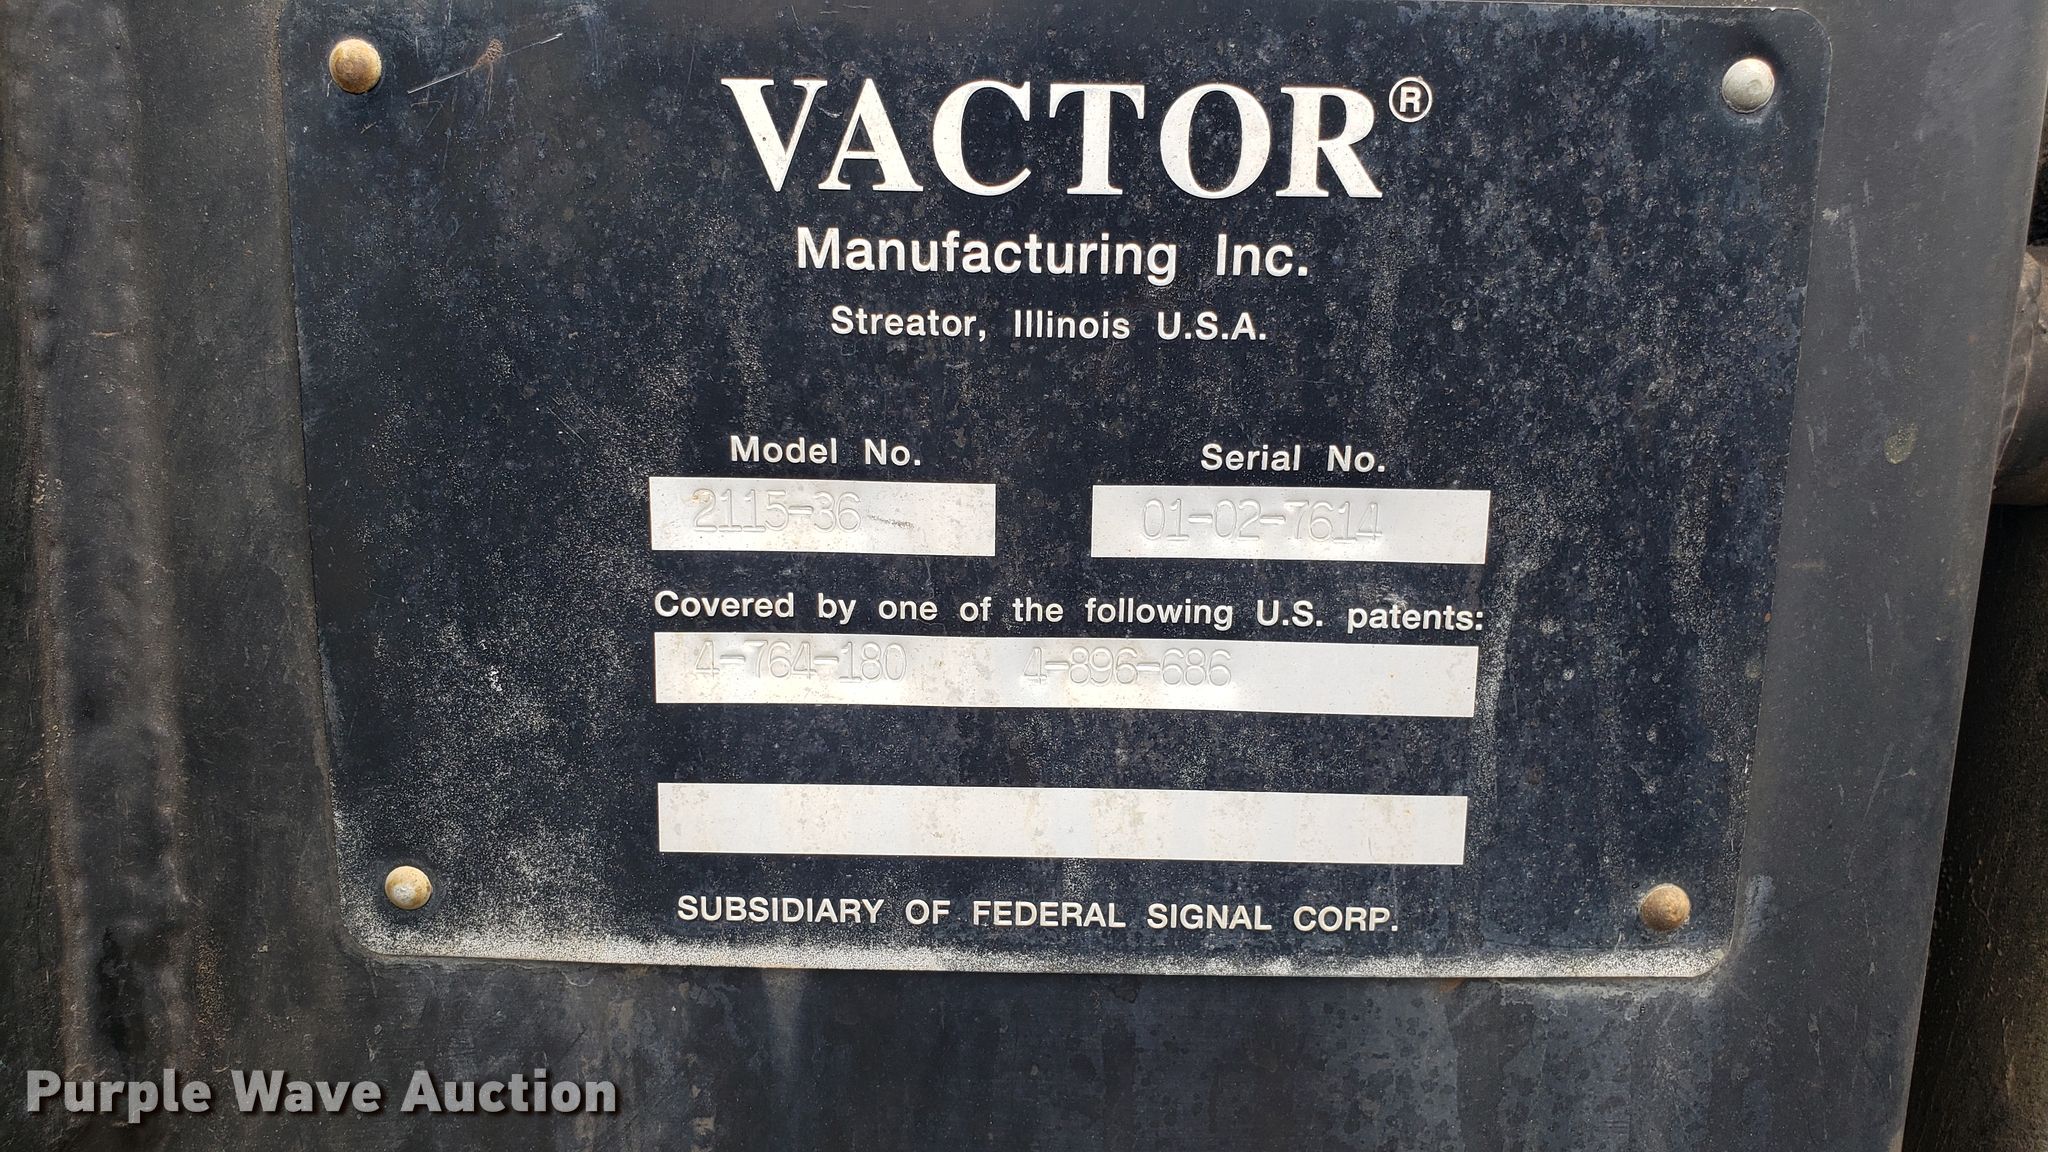 VACTOR®
Manufacturing Inc.
Streator, Illinois U.S.A.
Model No. Serial No.
2115-36 01-02-7614
Covered by one of the following U.S. patents:
4-764-180 4-896-686
SUBSIDIARY OF FEDERAL SIGNAL CORP.
Purple Wave Auction